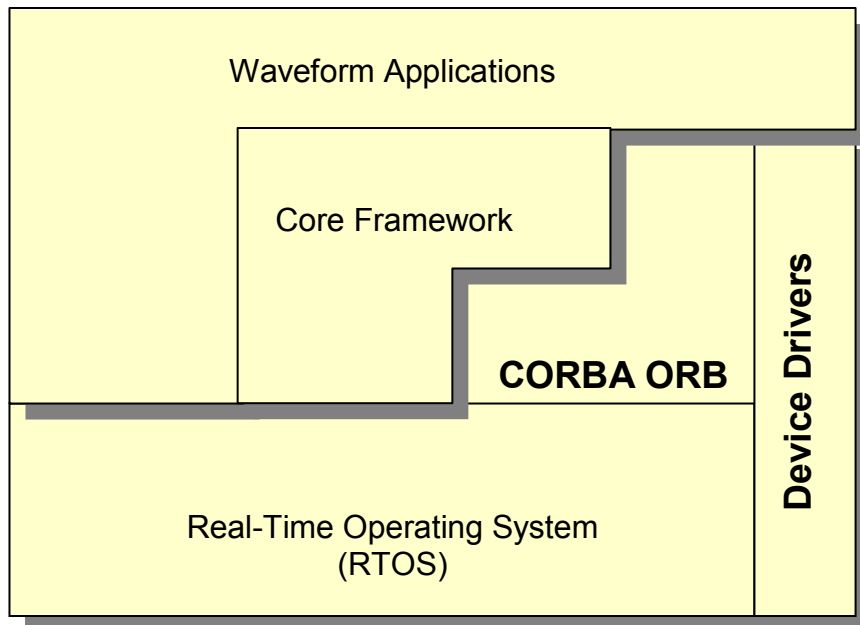 Waveform Applications
Core Framework
CORBA ORB
Device Drivers
Real-Time Operating System
(RTOS)